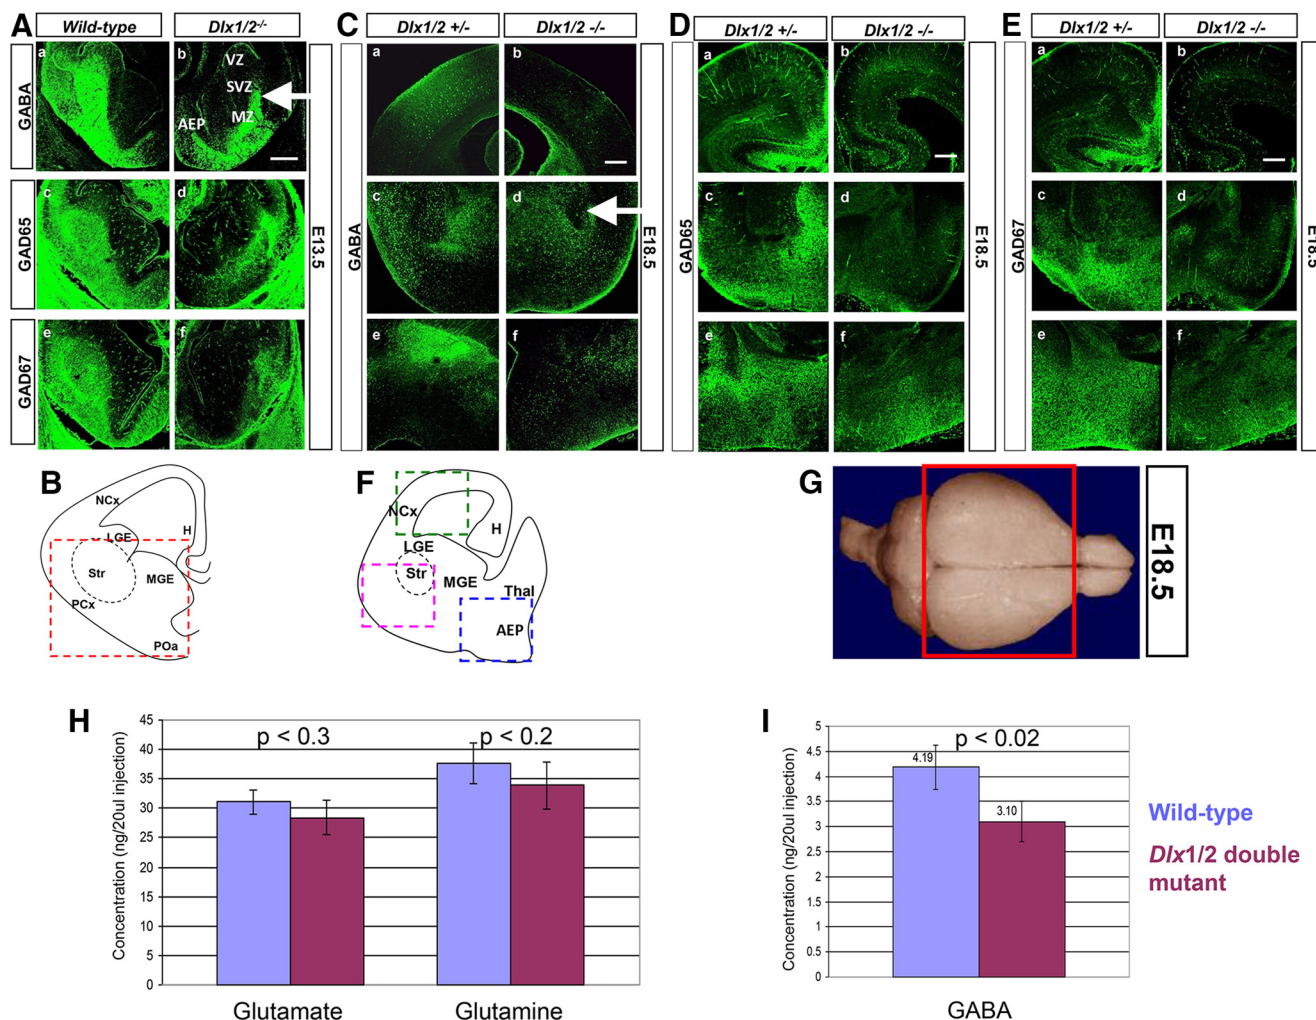 A
Wild-type
Dlx1/2-/-
GABA
GAD65
GAD67
a
b
VZ
SVZ
MZ
AEP
c
d
e
f
E13.5
C
Dlx1/2 +/-
Dlx1/2 -/-
GABA
a
b
c
d
e
f
E18.5
D
Dlx1/2 +/-
Dlx1/2 -/-
GAD65
a
b
c
d
e
f
E18.5
E
Dlx1/2 +/-
Dlx1/2 -/-
GAD67
a
b
c
d
e
f
E18.5
B
NCx
H
LGE
Str
MGE
PCx
POa
F
NCx
H
LGE
Str
MGE
Thal
AEP
G
E18.5
H
Concentration (ng/20ul injection)
45
40
35
30
25
20
15
10
5
0
p < 0.3
p < 0.2
Glutamate
Glutamine
I
Concentration (ng/20ul injection)
5
4.5
4
3.5
3
2.5
2
1.5
1
0.5
0
p < 0.02
4.19
3.10
GABA
Wild-type
Dlx1/2 double
mutant